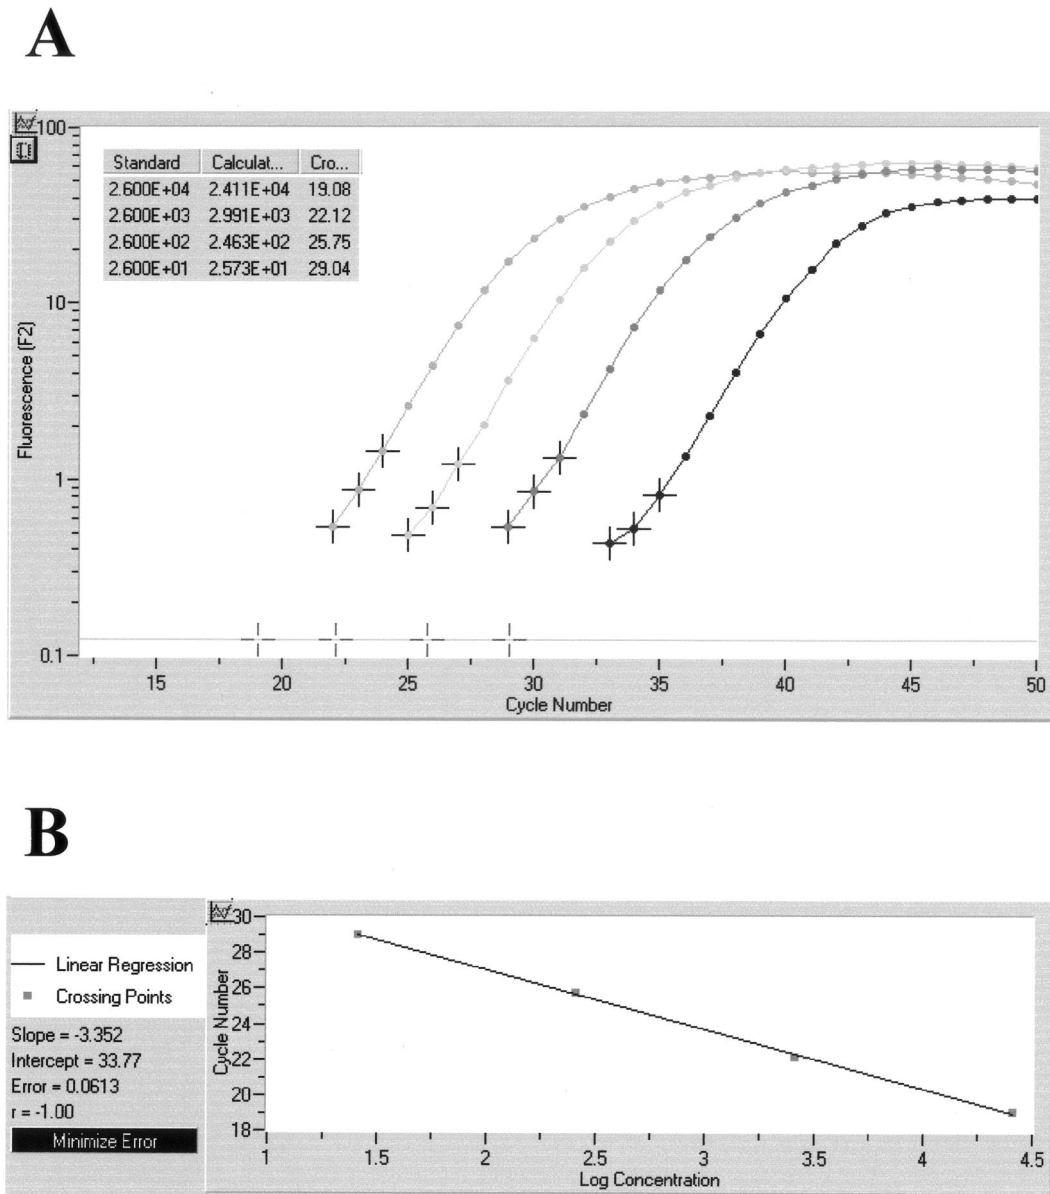 A
Standard Calculat... Cro...
2.600E+04 2.411E+04 19.08
2.600E+03 2.991E+03 22.12
2.600E+02 2.463E+02 25.75
2.600E+01 2.573E+01 29.04
100
10
1
0.1
Fluorescence (F2)
15 20 25 30 35 40 45 50
Cycle Number
B
Linear Regression
Crossing Points
Slope = -3.352
Intercept = 33.77
Error = 0.0613
r = -1.00
Minimize Error
30
28
26
24
22
20
18
Cycle Number
1 1.5 2 2.5 3 3.5 4 4.5
Log Concentration